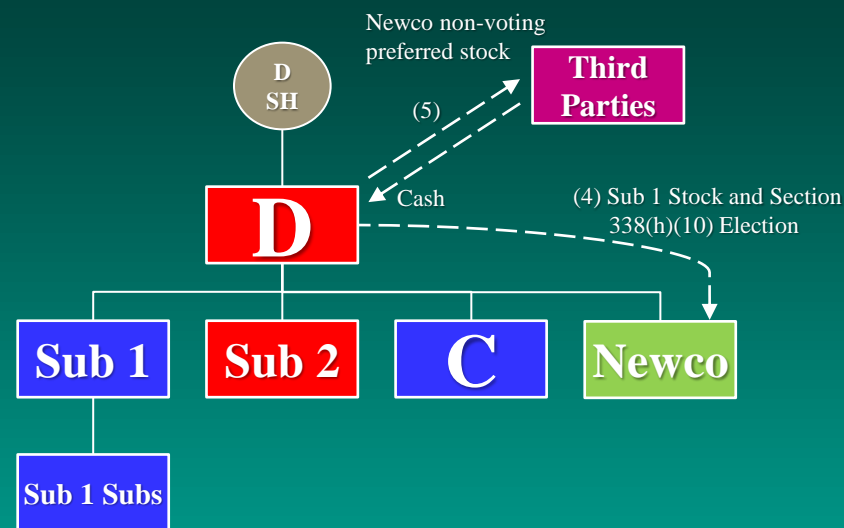 Newco non-voting
preferred stock
D
SH
Third
Parties
(5)
Cash
(4) Sub 1 Stock and Section
338(h)(10) Election
D
Sub 1
Sub 2
C
Newco
Sub 1 Subs